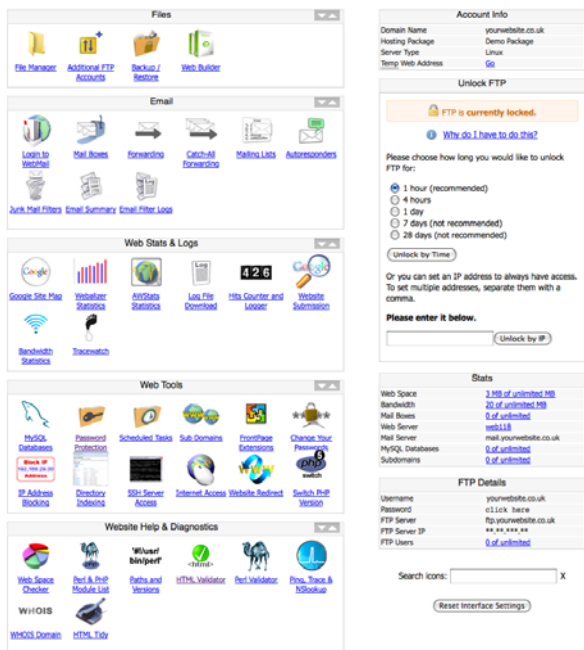 Files
File Manager
Additional FTP
Accounts
Backup /
Restore
Web Builder
Email
Login to
WebMail
Mail Boxes
Forwarding
Catch-All
Forwarding
Mailing Lists
Autoresponders
Junk Mail Filters
Email Summary
Email Filter Logs
Web Stats & Logs
Google
Google Site Map
Webalizer
Statistics
AWStats
Statistics
Log
Log File
Download
426
Hits Counter and
Logger
Google
Website
Submission
Bandwidth
Statistics
Tracewatch
Web Tools
MySQL
Databases
Password
Protection
Scheduled Tasks
Sub Domains
FrontPage
Extensions
Change Your
Passwords
Block IP
Address
IP Address
Blocking
Directory
Indexing
SSH Server
Access
Internet Access
www
Website Redirect
php 5
switch
Switch PHP
Version
Website Help & Diagnostics
Web Space
Checker
Perl & PHP
Module List
'#!/usr/
bin/perl'
Paths and
Versions
<html>
HTML Validator
Perl Validator
Ping, Trace &
NSlookup
WHOIS
WHOIS Domain
HTML Tidy
Account Info
Domain Name yourwebsite.co.uk
Hosting Package Demo Package
Server Type Linux
Temp Web Address Go
Unlock FTP
FTP is currently locked.
Why do I have to do this?
Please choose how long you would like to unlock
FTP for:
1 hour (recommended)
4 hours
1 day
7 days (not recommended)
28 days (not recommended)
Unlock by Time
Or you can set an IP address to always have access.
To set multiple addresses, separate them with a
comma.
Please enter it below.
Unlock by IP
Stats
Web Space 3 MB of unlimited MB
Bandwidth 20 of unlimited MB
Mail Boxes 0 of unlimited
Web Server web118
Mail Server mail.yourwebsite.co.uk
MySQL Databases 0 of unlimited
Subdomains 0 of unlimited
FTP Details
Username yourwebsite.co.uk
Password click here
FTP Server ftp.yourwebsite.co.uk
FTP Server IP **.**.***.**
FTP Users 0 of unlimited
Search icons: X
Reset Interface Settings